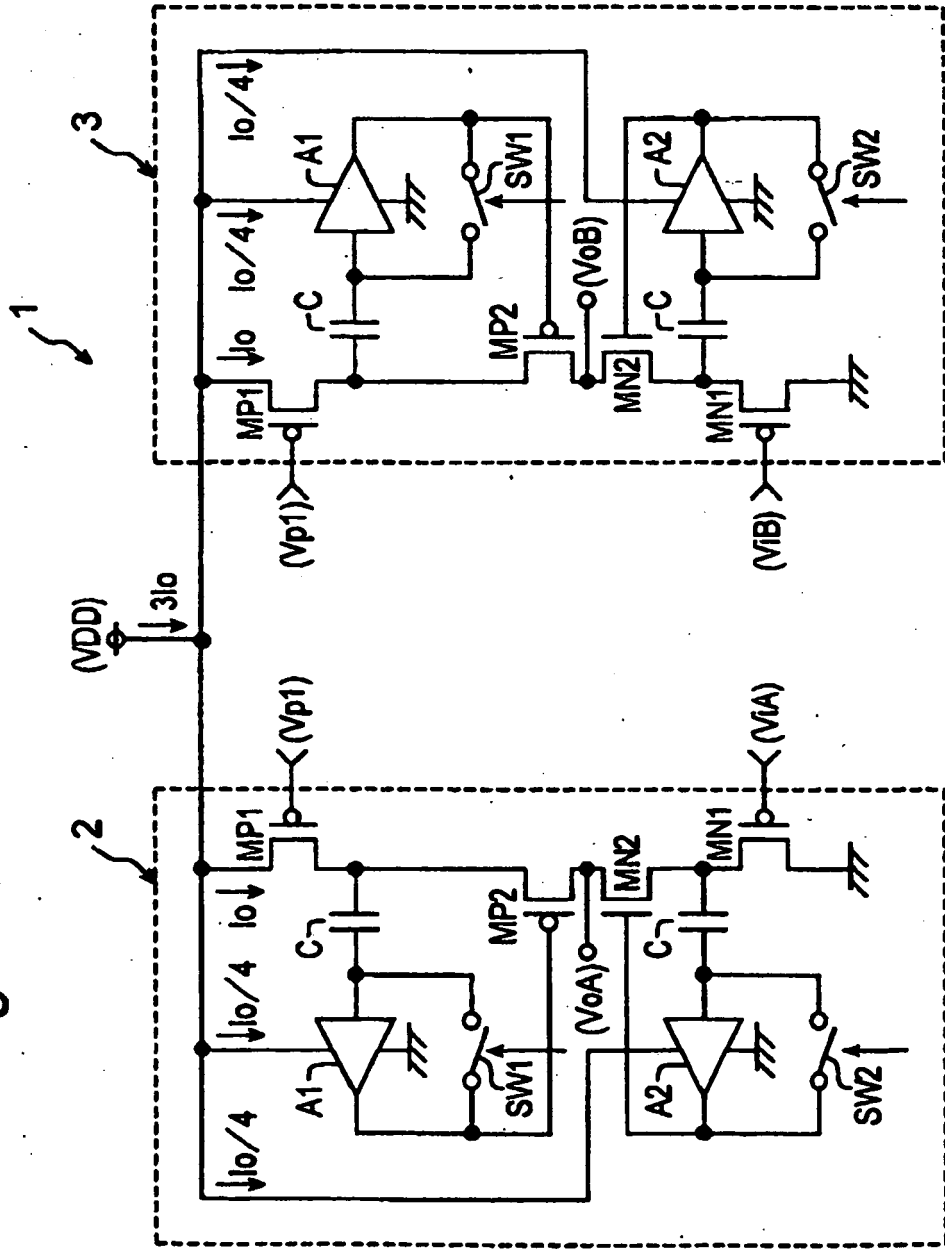 1
(VDD)
3Io
2
3
Io/4
Io/4
Io
MP1
(Vp1)
A1
C
SW1
MP2
(VoA)
MN2
A2
C
SW2
MN1
(ViA)
Io
Io/4
Io/4
MP1
(Vp1)
C
A1
SW1
MP2
(VoB)
MN2
C
A2
SW2
MN1
(ViB)